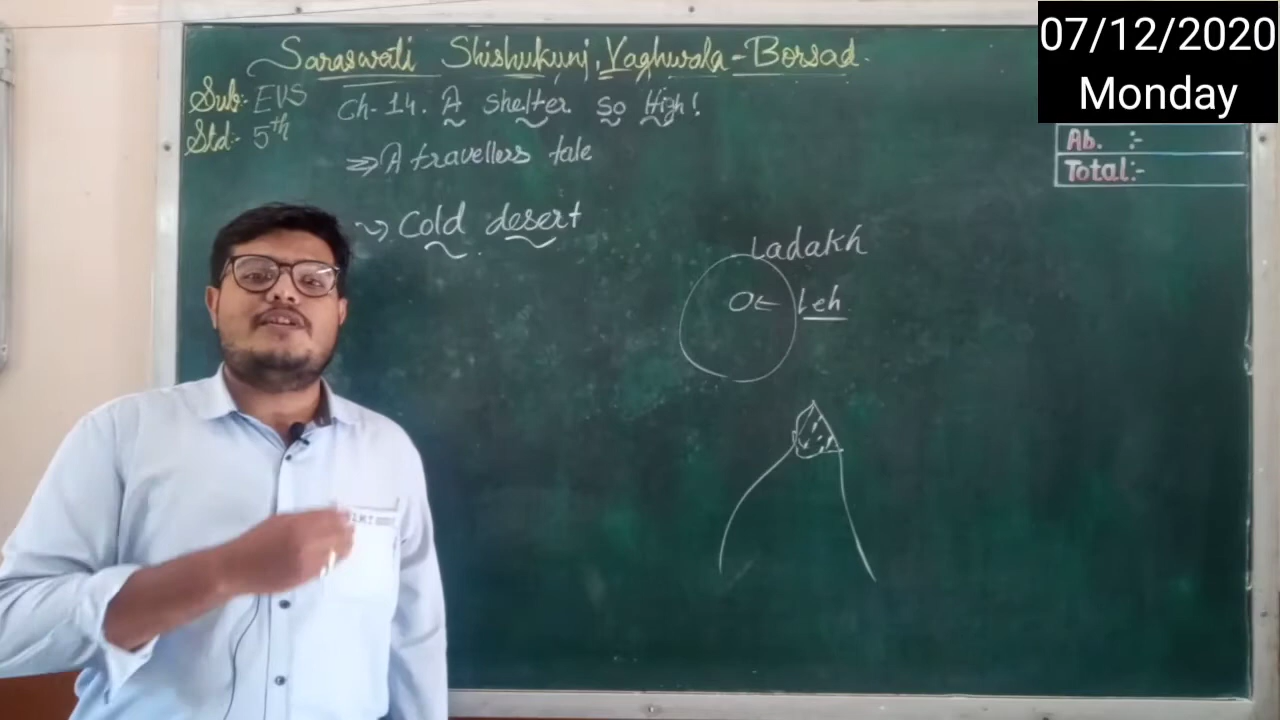 07/12/2020
Monday
Saraswati Shishukunj, Vaghwala - Borsad.
Sub:- EVS
Std:- 5th
Ch-14. A shelter so High!
⇒ A travellers tale
Cold desert
Ladakh
Leh
Ab. :-
Total:-